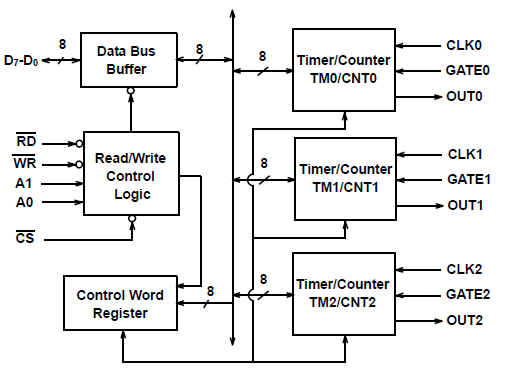 D7-D0
8
Data Bus
Buffer
8
8
Timer/Counter
TM0/CNT0
CLK0
GATE0
OUT0
RD
WR
A1
A0
CS
Read/Write
Control
Logic
8
Timer/Counter
TM1/CNT1
CLK1
GATE1
OUT1
Control Word
Register
8
8
Timer/Counter
TM2/CNT2
CLK2
GATE2
OUT2